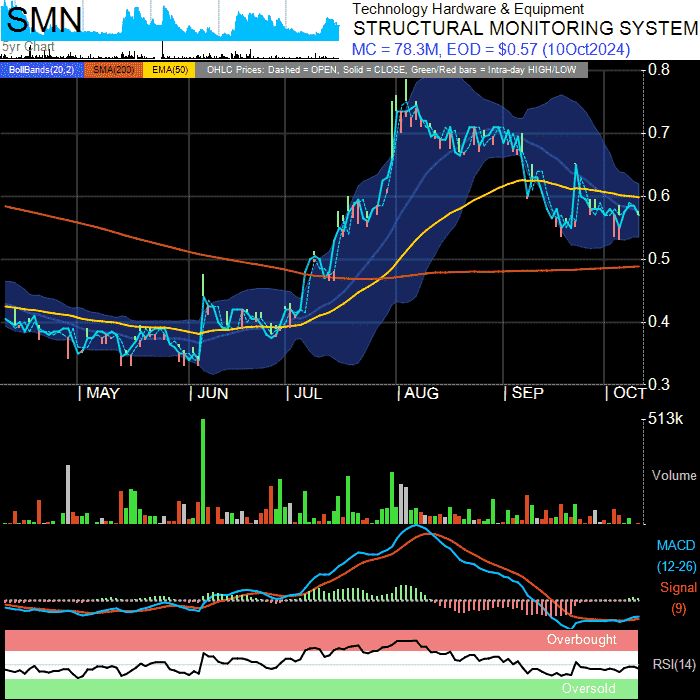 SMN
5yr Chart
Technology Hardware & Equipment
STRUCTURAL MONITORING SYSTEM
MC = 78.3M, EOD = $0.57 (10Oct2024)
BollBands(20,2) SMA(200) EMA(50) OHLC Prices: Dashed = OPEN, Solid = CLOSE, Green/Red bars = Intra-day HIGH/LOW
0.8
0.7
0.6
0.5
0.4
0.3
| MAY | JUN | JUL | AUG | SEP | OCT
513k
Volume
MACD
(12-26)
Signal
(9)
Overbought
RSI(14)
Oversold